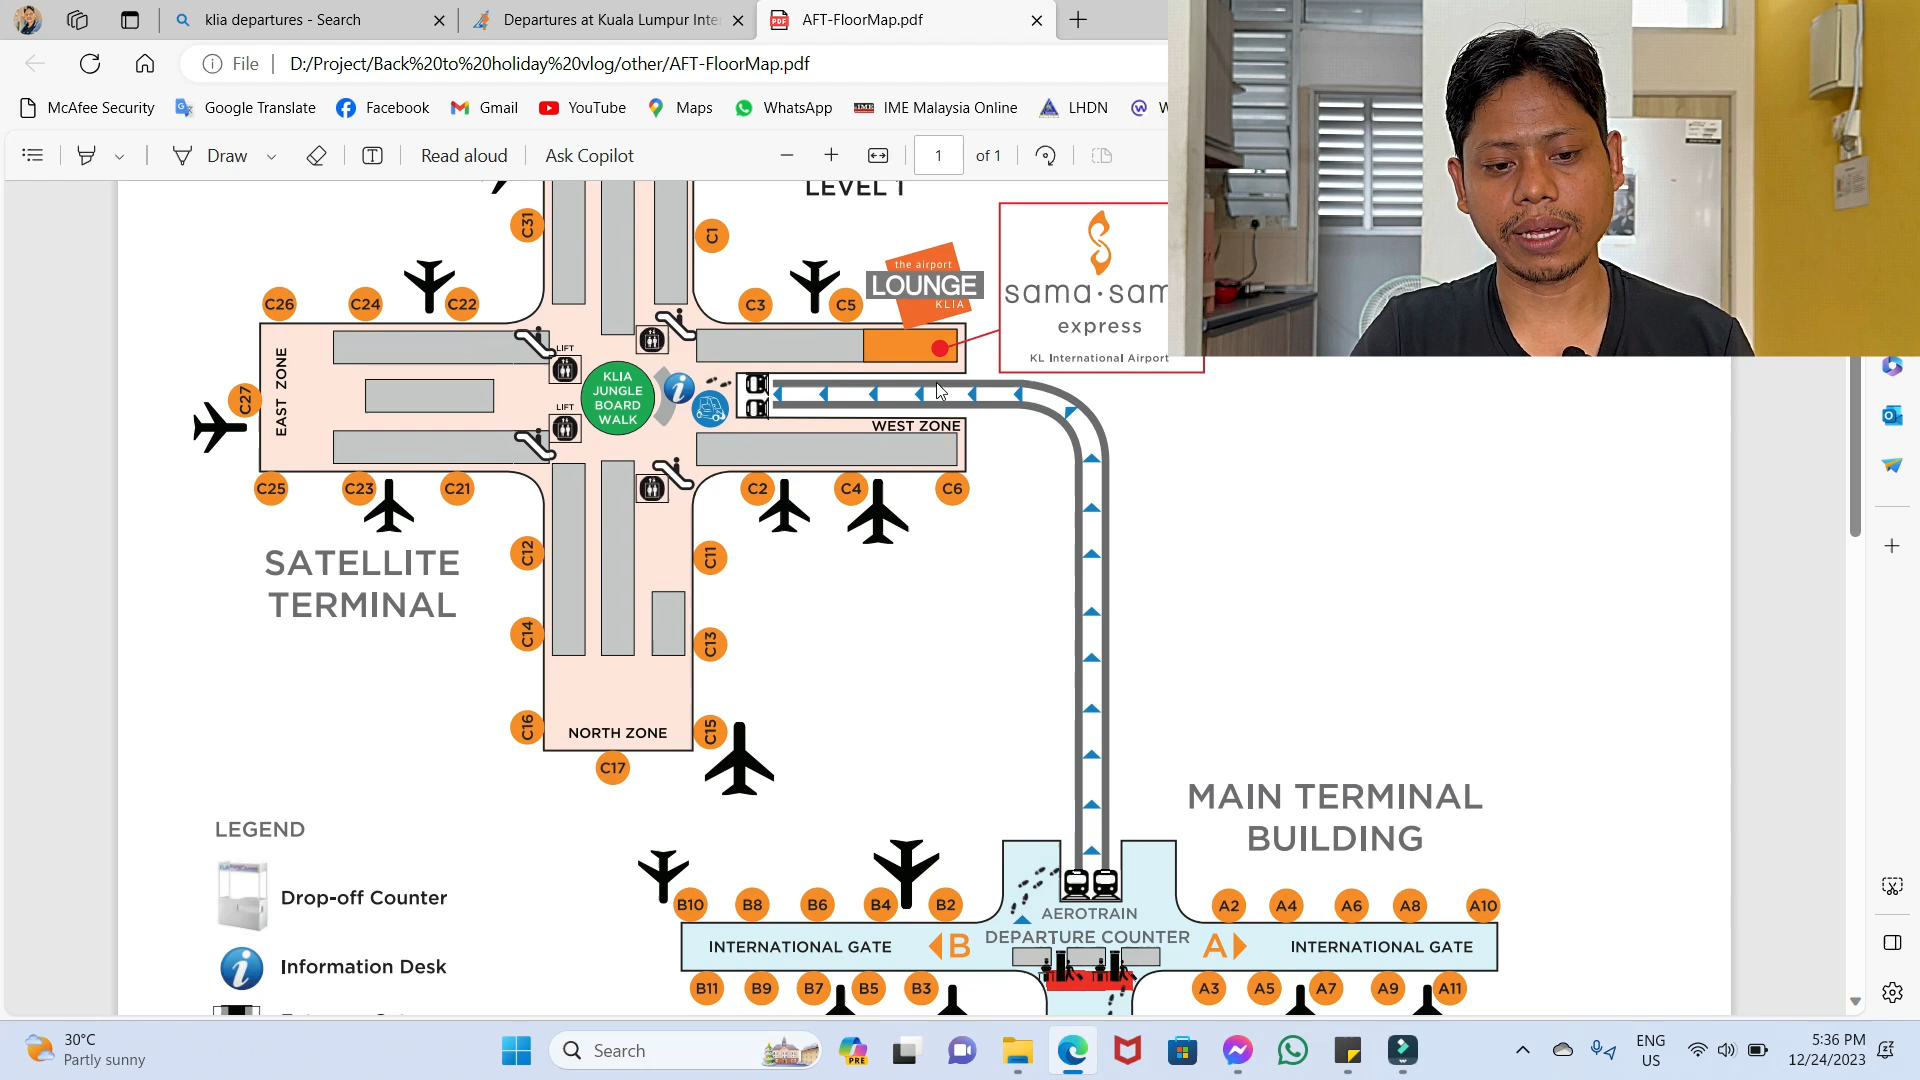 klia departures - Search
Departures at Kuala Lumpur Inte
AFT-FloorMap.pdf
File
D:/Project/Back%20to%20holiday%20vlog/other/AFT-FloorMap.pdf
McAfee Security
Google Translate
Facebook
Gmail
YouTube
Maps
WhatsApp
IME Malaysia Online
LHDN
W
Draw
Read aloud
Ask Copilot
1
of 1
LEVEL 1
C31
C1
the airport
LOUNGE
KLIA
sama·sam
express
KL International Airport
C26
C24
C22
C3
C5
LIFT
EAST ZONE
C27
KLIA
JUNGLE
BOARD
WALK
LIFT
WEST ZONE
C25
C23
C21
C2
C4
C6
SATELLITE
TERMINAL
C12
C11
C14
C13
C16
C15
NORTH ZONE
C17
MAIN TERMINAL
BUILDING
LEGEND
Drop-off Counter
Information Desk
B10
B8
B6
B4
B2
A2
A4
A6
A8
A10
AEROTRAIN
DEPARTURE COUNTER
INTERNATIONAL GATE
B
A
INTERNATIONAL GATE
B11
B9
B7
B5
B3
A3
A5
A7
A9
A11
30°C
Partly sunny
Search
PRE
ENG
US
5:36 PM
12/24/2023